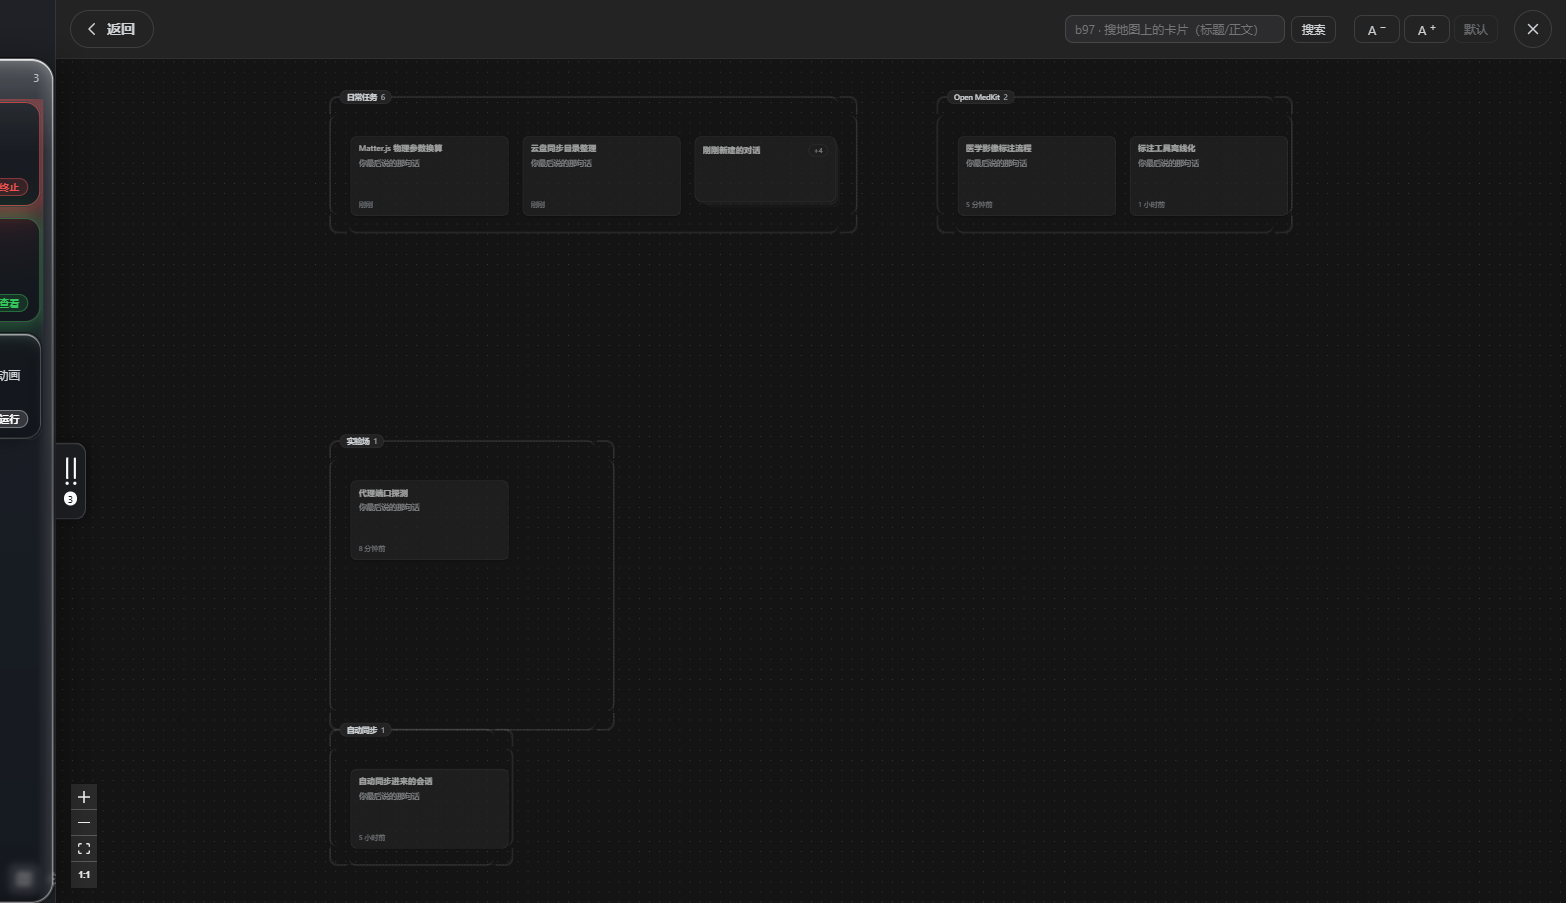 返回
b97 · 搜地图上的卡片（标题/正文）
搜索
A⁻
A⁺
默认
3
终止
查看
动画
运行
3
日常任务 6
Matter.js 物理参数换算
你最后说的那句话
刚刚
云盘同步目录整理
你最后说的那句话
刚刚
刚刚新建的对话
+4
Open MedKit 2
医学影像标注流程
你最后说的那句话
5 分钟前
标注工具离线化
你最后说的那句话
1 小时前
实验场 1
代理端口探测
你最后说的那句话
8 分钟前
自动同步 1
自动同步进来的会话
你最后说的那句话
5 小时前
1:1